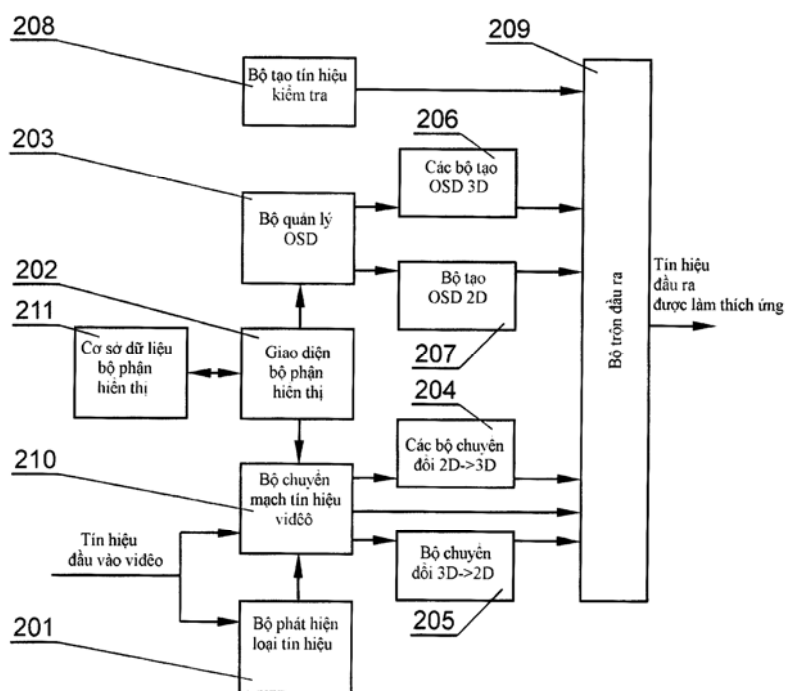 208
Bộ tạo tín hiệu
kiểm tra
209
203
206
Các bộ tạo
OSD 3D
Bộ quản lý
OSD
202
Bộ tạo
OSD 2D
207
211
Cơ sở dữ liệu
bộ phận
hiển thị
Giao diện
bộ phận
hiển thị
Bộ trộn đầu ra
Tín hiệu
đầu ra
được làm thích ứng
204
Các bộ chuyển
đổi 2D->3D
210
Bộ chuyển
mạch tín hiệu
vidêô
Tín hiệu
đầu vào vidêo
Bộ chuyển
đổi 3D->2D
205
201
Bộ phát hiện
loại tín hiệu